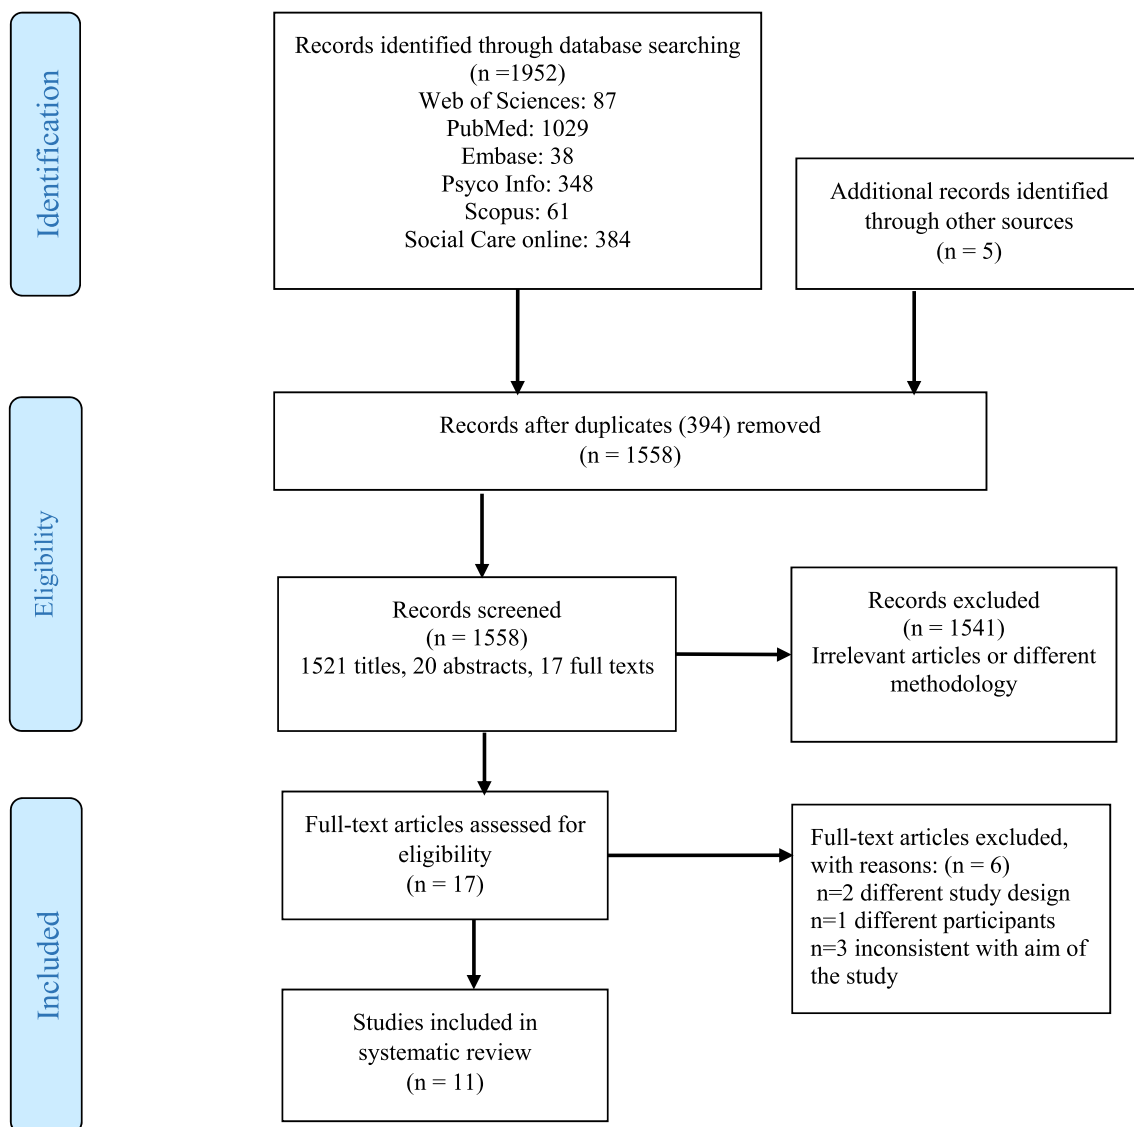 Identification
Records identified through database searching
(n =1952)
Web of Sciences: 87
PubMed: 1029
Embase: 38
Psyco Info: 348
Scopus: 61
Social Care online: 384
Additional records identified
through other sources
(n = 5)
Eligibility
Records after duplicates (394) removed
(n = 1558)
Records screened
(n = 1558)
1521 titles, 20 abstracts, 17 full texts
Records excluded
(n = 1541)
Irrelevant articles or different
methodology
Included
Full-text articles assessed for
eligibility
(n = 17)
Full-text articles excluded,
with reasons: (n = 6)
n=2 different study design
n=1 different participants
n=3 inconsistent with aim of
the study
Studies included in
systematic review
(n = 11)